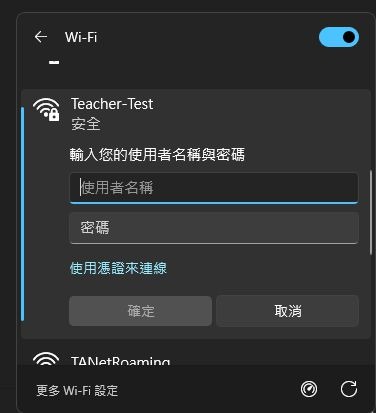 Wi-Fi
Teacher-Test
安全
輸入您的使用者名稱與密碼
使用者名稱
密碼
使用憑證來連線
確定
取消
TANetRoaming
更多 Wi-Fi 設定